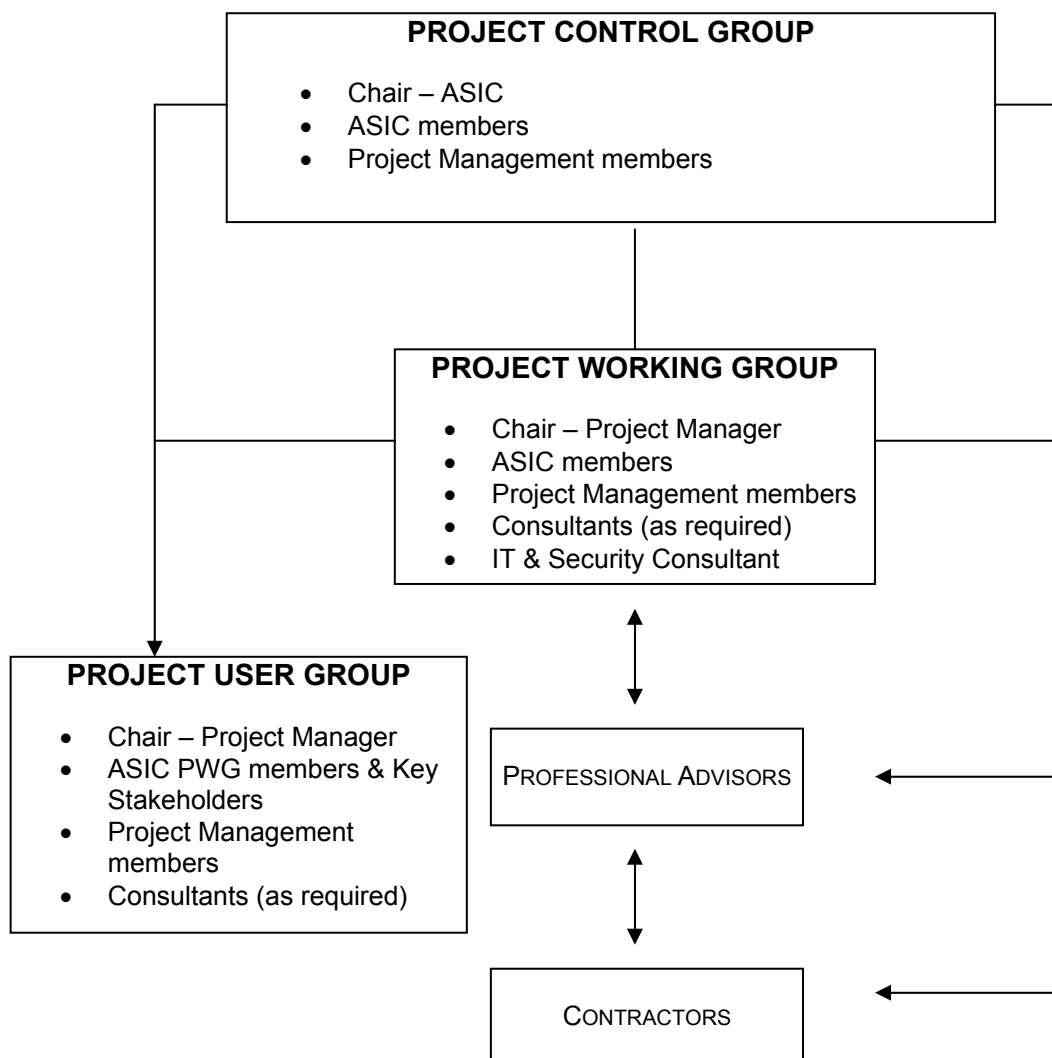 PROJECT CONTROL GROUP
• Chair – ASIC
• ASIC members
• Project Management members
PROJECT WORKING GROUP
• Chair – Project Manager
• ASIC members
• Project Management members
• Consultants (as required)
• IT & Security Consultant
PROJECT USER GROUP
• Chair – Project Manager
• ASIC PWG members & Key
Stakeholders
• Project Management
members
• Consultants (as required)
PROFESSIONAL ADVISORS
CONTRACTORS